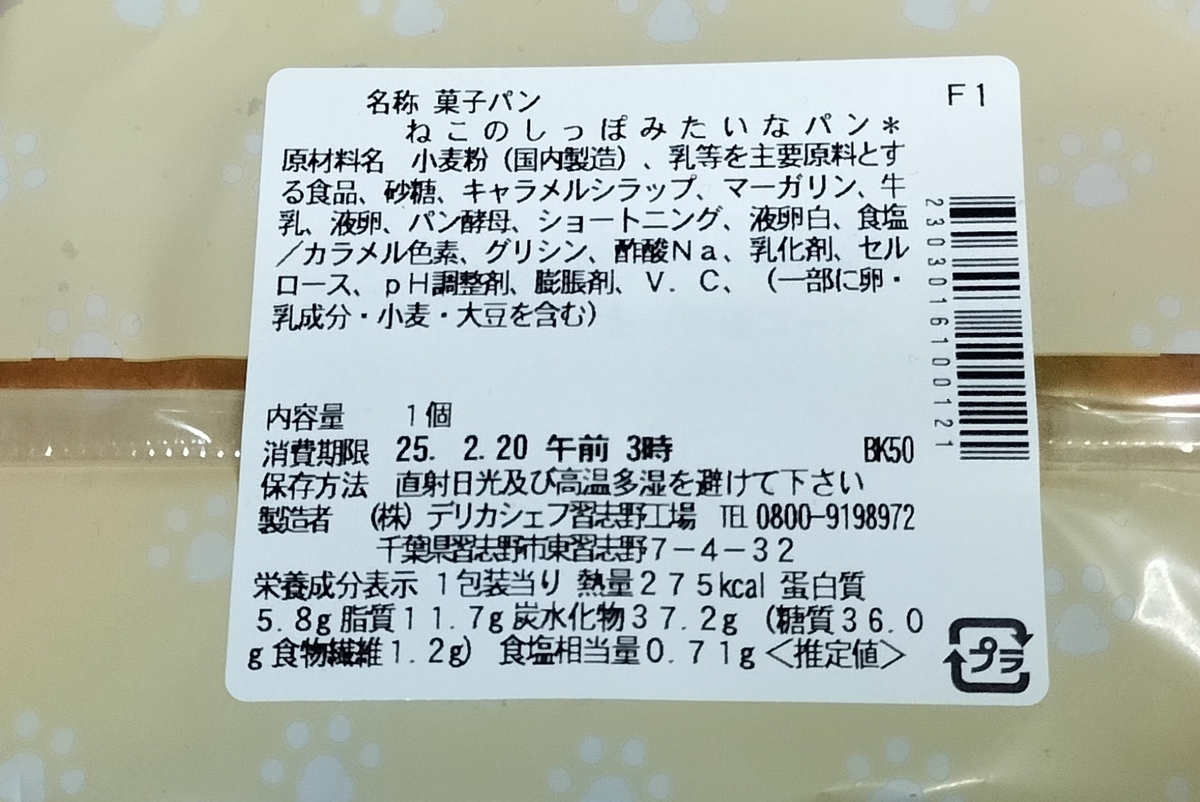 名称 菓子パン
F1
ねこのしっぽみたいなパン＊
原材料名　小麦粉（国内製造）、乳等を主要原料とす
る食品、砂糖、キャラメルシラップ、マーガリン、牛
乳、液卵、パン酵母、ショートニング、液卵白、食塩
／カラメル色素、グリシン、酢酸Ｎａ、乳化剤、セル
ロース、ｐＨ調整剤、膨脹剤、Ｖ．Ｃ、（一部に卵・
乳成分・小麦・大豆を含む）
2303016100121
内容量　１個
消費期限 25. 2.20 午前 3時 BK50
保存方法　直射日光及び高温多湿を避けて下さい
製造者　（株）デリカシェフ習志野工場 TEL 0800-9198972
千葉県習志野市東習志野７－４－３２
栄養成分表示 １包装当り 熱量２７５kcal 蛋白質
５.８g 脂質１１.７g 炭水化物３７.２g （糖質３６.０
g 食物繊維１.２g） 食塩相当量０.７１g＜推定値＞
プラ